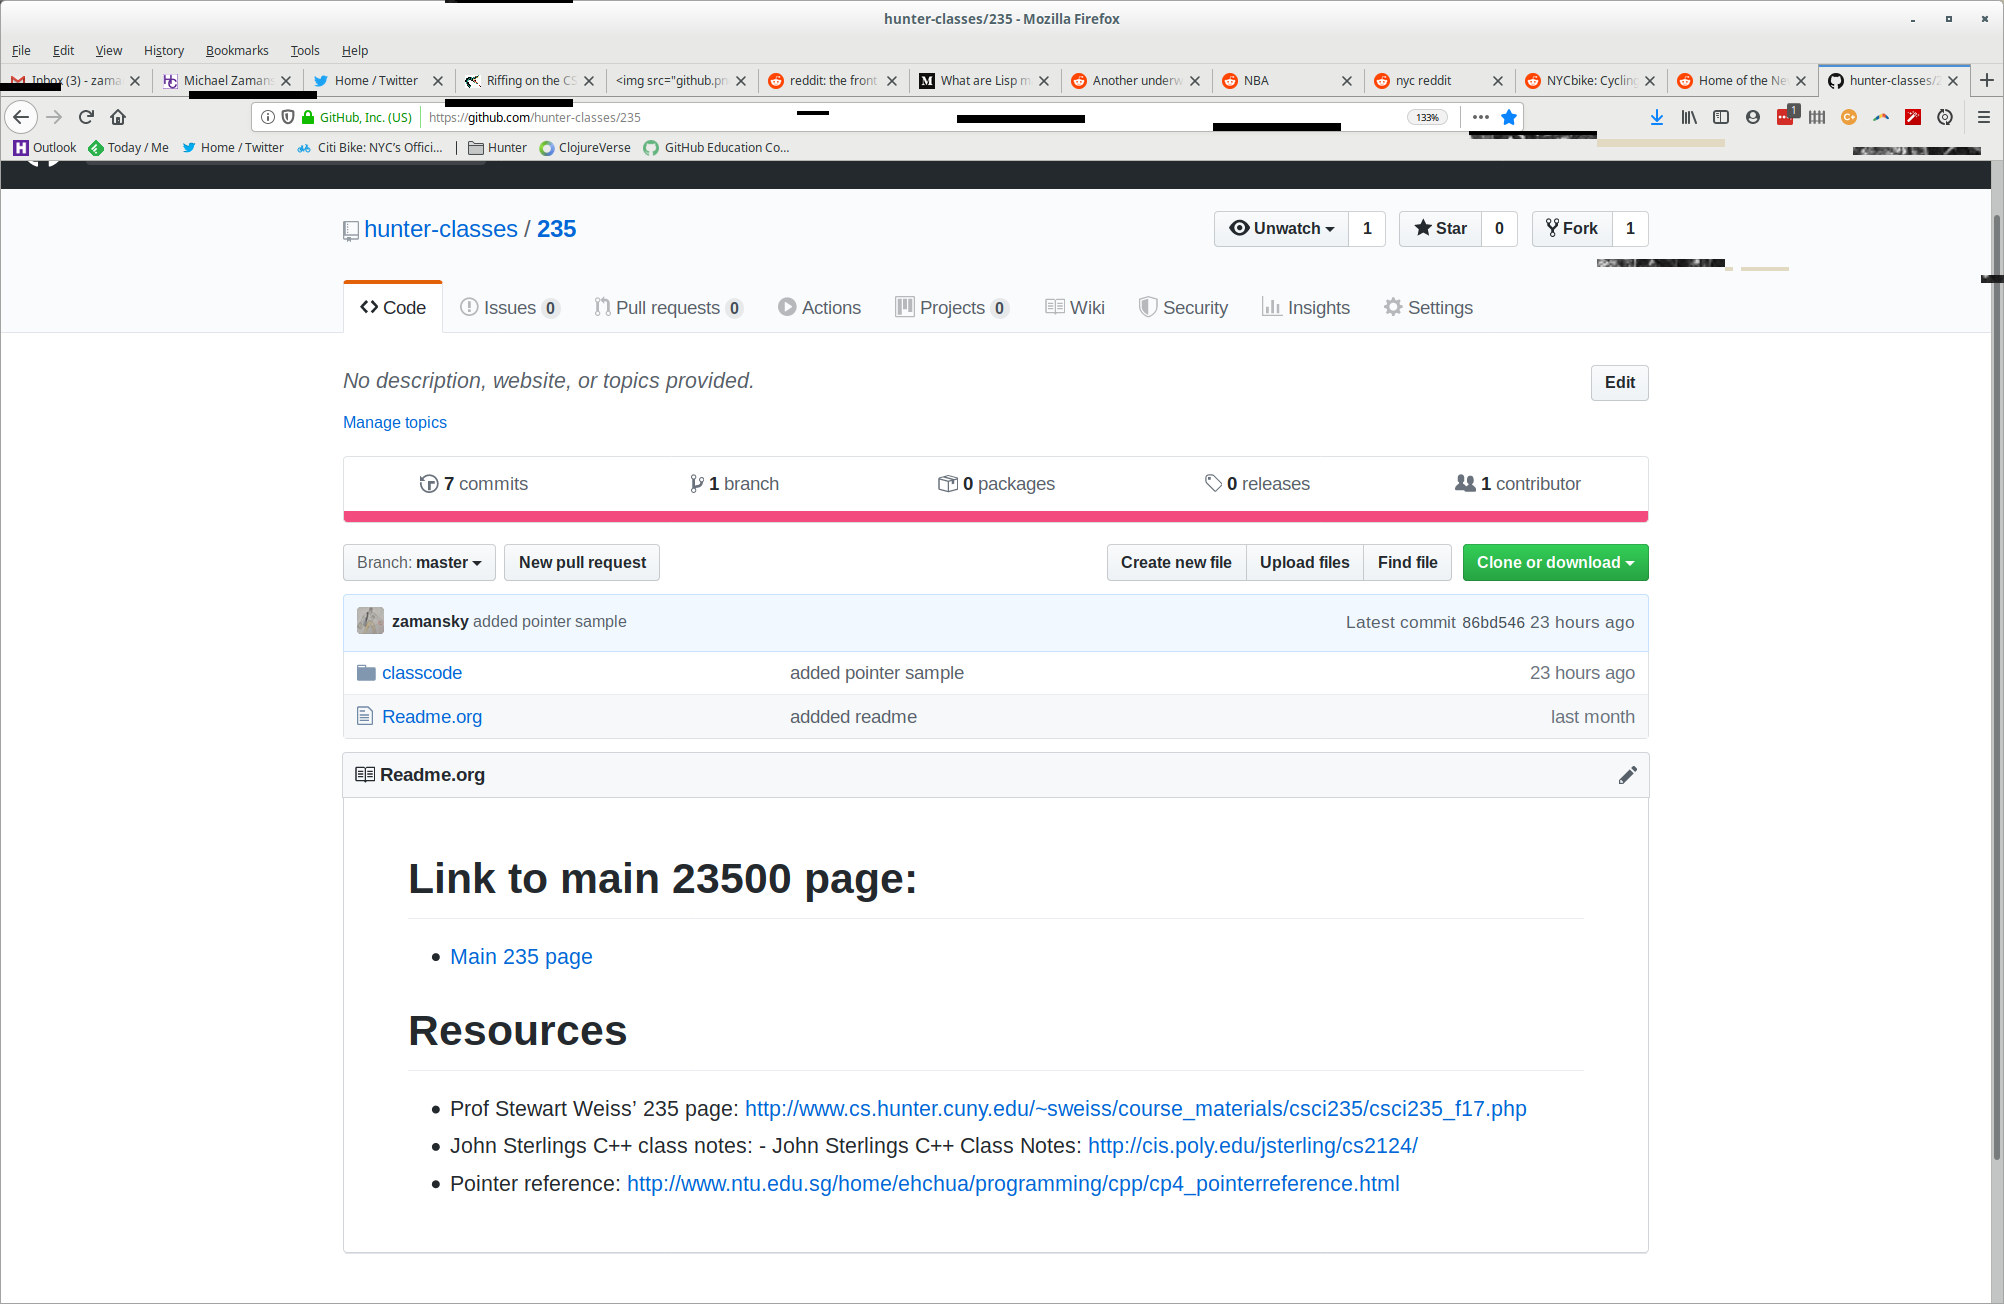 hunter-classes/235 - Mozilla Firefox
File Edit View History Bookmarks Tools Help
Inbox (3) - zama Michael Zamans Home / Twitter Riffing on the CS <img src="github.pn reddit: the front What are Lisp m Another underw NBA nyc reddit NYCbike: Cycling Home of the Ne hunter-classes/2
GitHub, Inc. (US) https://github.com/hunter-classes/235 133% 1
Outlook Today / Me Home / Twitter Citi Bike: NYC's Offici... Hunter ClojureVerse GitHub Education Co...
hunter-classes / 235 Unwatch 1 Star 0 Fork 1
Code Issues 0 Pull requests 0 Actions Projects 0 Wiki Security Insights Settings
No description, website, or topics provided. Edit
Manage topics
7 commits 1 branch 0 packages 0 releases 1 contributor
Branch: master New pull request Create new file Upload files Find file Clone or download
zamansky added pointer sample Latest commit 86bd546 23 hours ago
classcode added pointer sample 23 hours ago
Readme.org addded readme last month
Readme.org
Link to main 23500 page:
• Main 235 page
Resources
• Prof Stewart Weiss’ 235 page: http://www.cs.hunter.cuny.edu/~sweiss/course_materials/csci235/csci235_f17.php
• John Sterlings C++ class notes: - John Sterlings C++ Class Notes: http://cis.poly.edu/jsterling/cs2124/
• Pointer reference: http://www.ntu.edu.sg/home/ehchua/programming/cpp/cp4_pointerreference.html